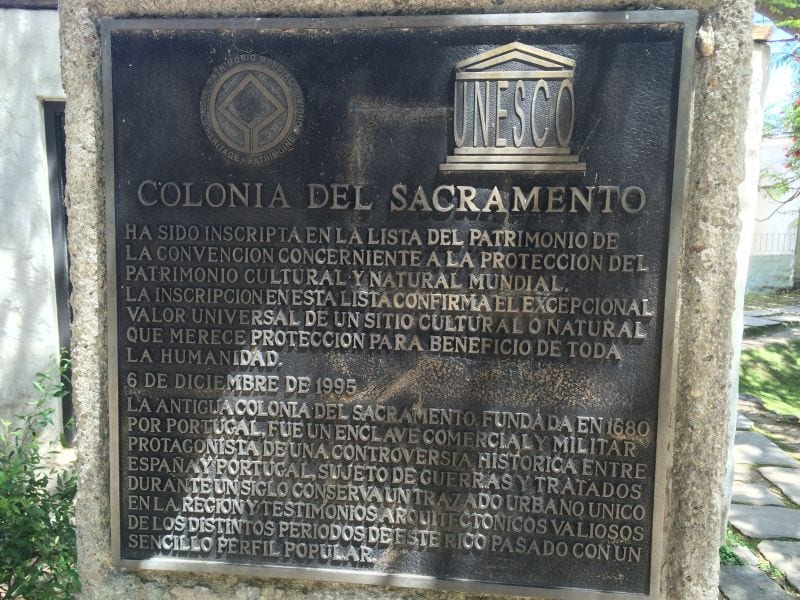 PATRIMONIO MUNDIAL
HERITAGE • PATRIMOINE
UNESCO
COLONIA DEL SACRAMENTO
HA SIDO INSCRIPTA EN LA LISTA DEL PATRIMONIO DE
LA CONVENCION CONCERNIENTE A LA PROTECCION DEL
PATRIMONIO CULTURAL Y NATURAL MUNDIAL.
LA INSCRIPCION EN ESTA LISTA CONFIRMA EL EXCEPCIONAL
VALOR UNIVERSAL DE UN SITIO CULTURAL O NATURAL
QUE MERECE PROTECCION PARA BENEFICIO DE TODA
LA HUMANIDAD.
6 DE DICIEMBRE DE 1995
LA ANTIGUA COLONIA DEL SACRAMENTO, FUNDADA EN 1680
POR PORTUGAL, FUE UN ENCLAVE COMERCIAL Y MILITAR
PROTAGONISTA DE UNA CONTROVERSIA HISTORICA ENTRE
ESPAÑA Y PORTUGAL, SUJETO DE GUERRAS Y TRATADOS
DURANTE UN SIGLO CONSERVA UN TRAZADO URBANO UNICO
EN LA REGION Y TESTIMONIOS ARQUITECTONICOS VALIOSOS
DE LOS DISTINTOS PERIODOS DE ESTE RICO PASADO CON UN
SENCILLO PERFIL POPULAR.